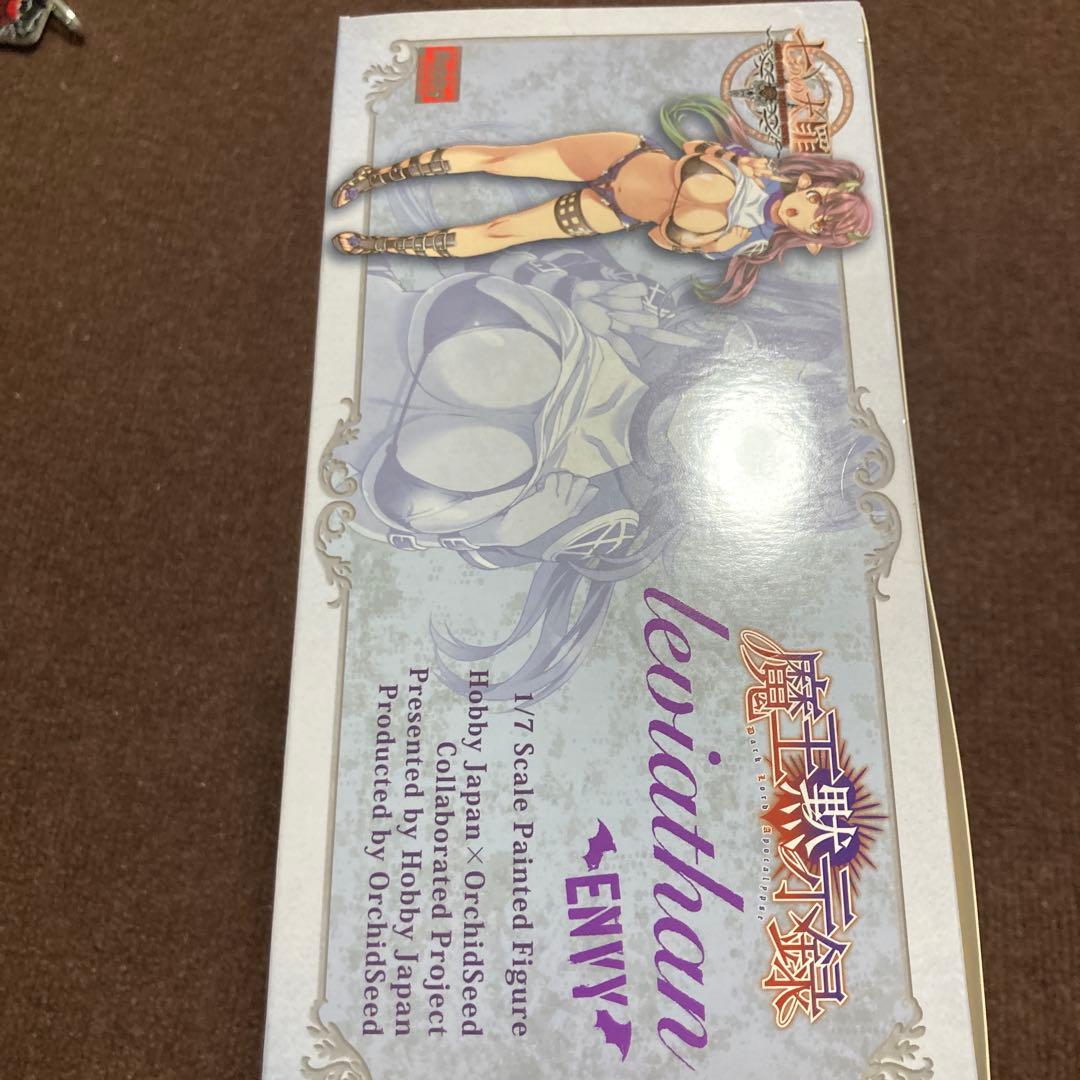 七つの大罪
魔王黙示録
Dark Lord Apocalypse
leviathan
ENVY
1/7 Scale Painted Figure
Hobby Japan×OrchidSeed
Collaborated Project
Presented by Hobby Japan
Producted by OrchidSeed